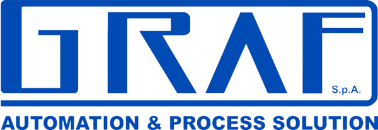 GRAF
S.p.A.
AUTOMATION & PROCESS SOLUTION